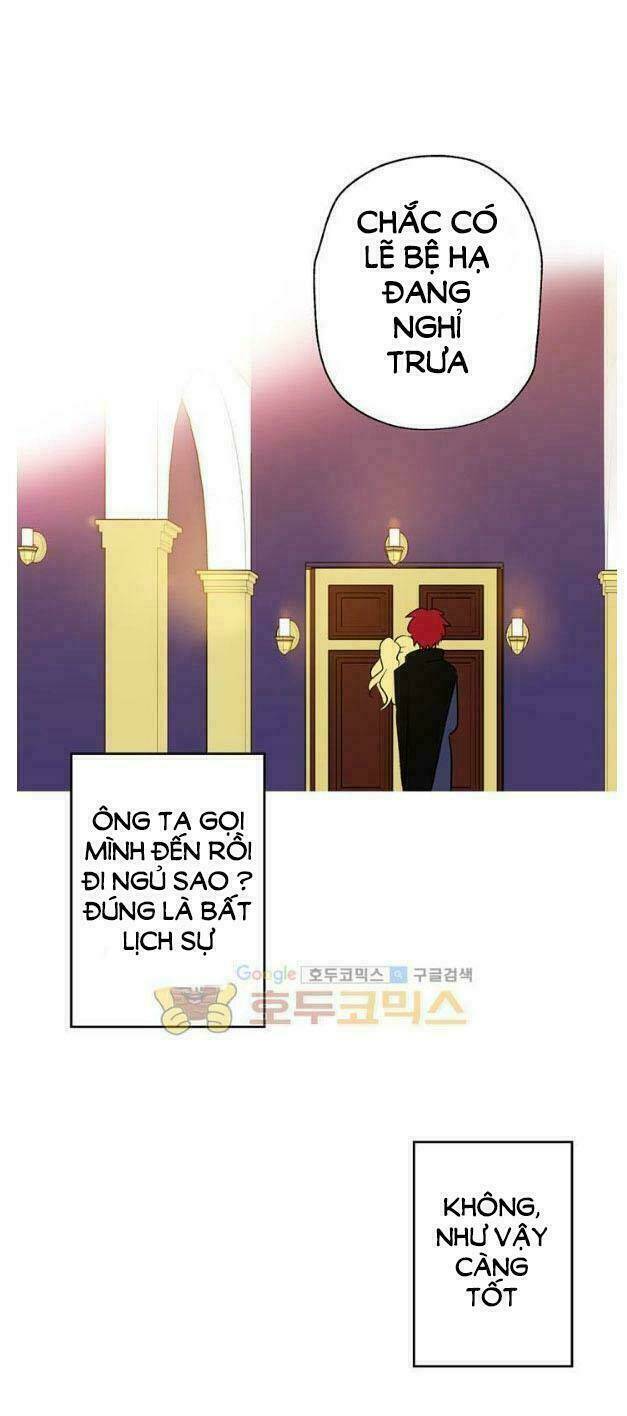 CHẮC CÓ
LẼ BỆ HẠ
ĐANG
NGHỈ
TRƯA
ÔNG TA GỌI
MÌNH ĐẾN RỒI
ĐI NGỦ SAO ?
ĐÚNG LÀ BẤT
LỊCH SỰ
Google 호두코믹스 구글검색
호두코믹스
KHÔNG,
NHƯ VẬY
CÀNG
TỐT